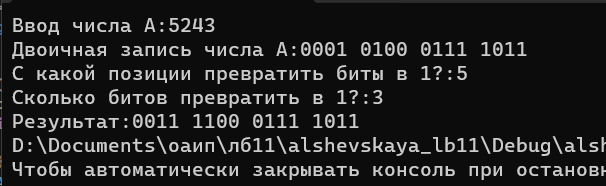 Ввод числа А:5243
Двоичная запись числа А:0001 0100 0111 1011
С какой позиции превратить биты в 1?:5
Сколько битов превратить в 1?:3
Результат:0011 1100 0111 1011
D:\Documents\оаип\лб11\alshevskaya_lb11\Debug\alsh
Чтобы автоматически закрывать консоль при